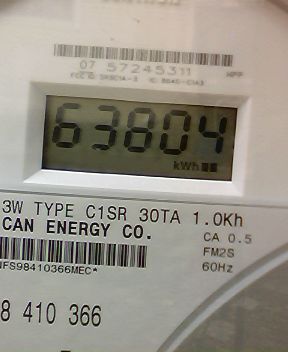 07 57245311
63804
kWh
3W TYPE C1SR 30TA 1.0Kh
CAN ENERGY CO.
CA 0.5
FM2S
NFS98410366MEC*
60Hz
8 410 366